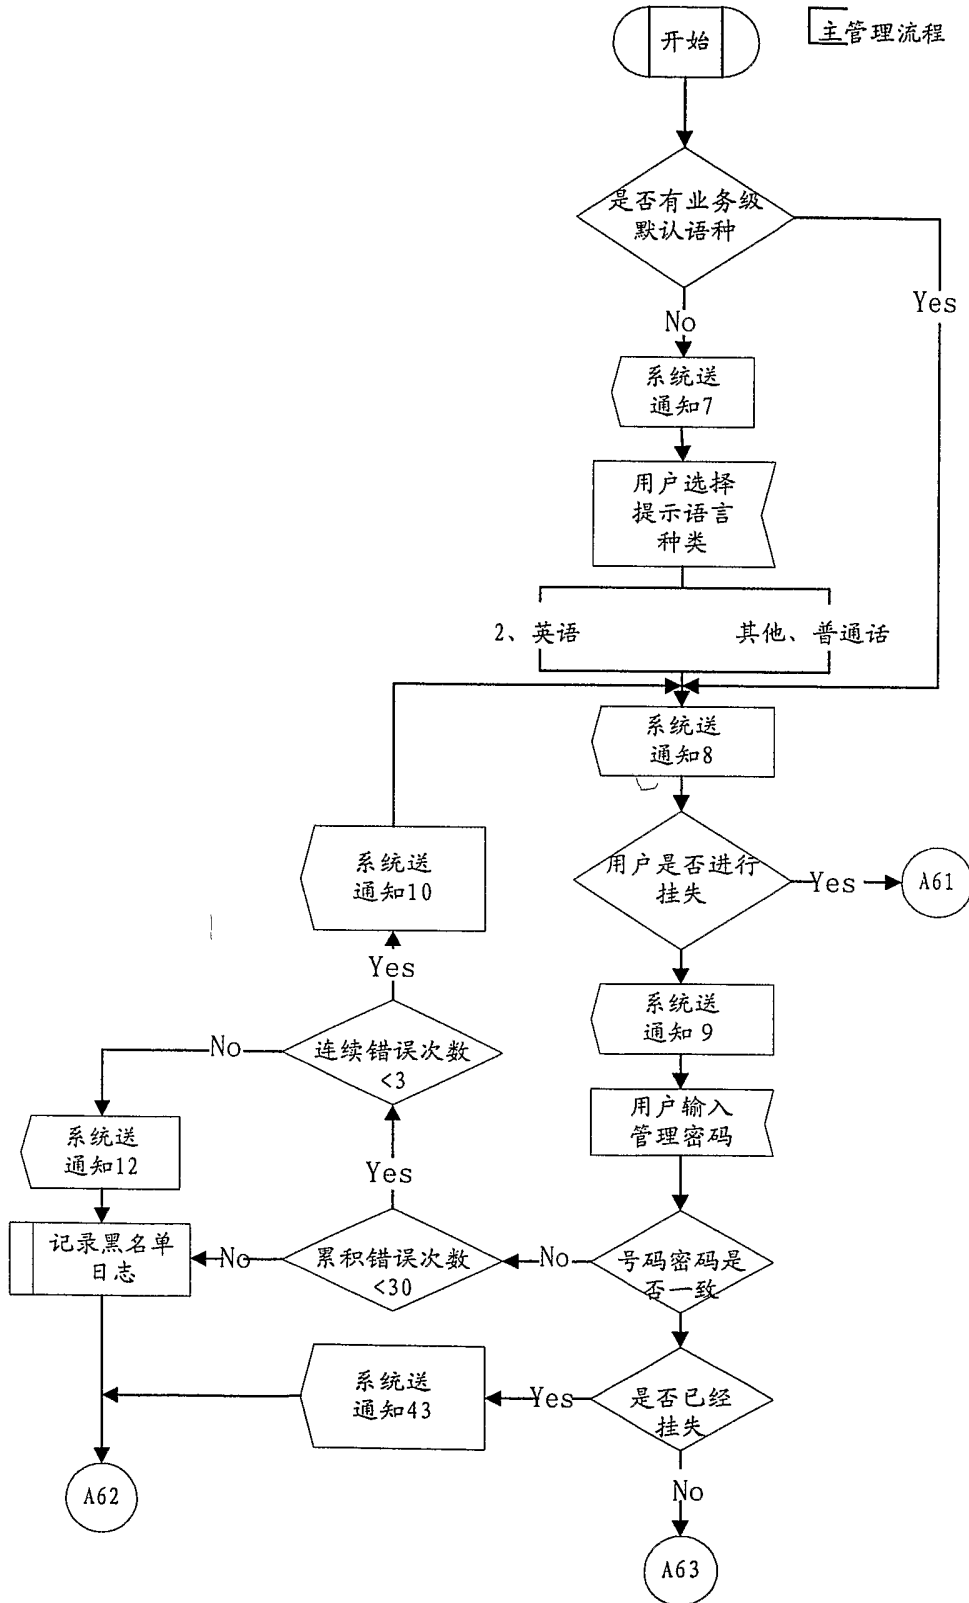 开始
主管理流程
是否有业务级
默认语种
Yes
No
系统送
通知7
用户选择
提示语言
种类
2、英语
其他、普通话
系统送
通知8
用户是否进行
挂失
Yes
A61
系统送
通知10
Yes
系统送
通知 9
连续错误次数
<3
No
用户输入
管理密码
系统送
通知12
Yes
记录黑名单
日志
No
累积错误次数
<30
No
号码密码是
否一致
系统送
通知43
Yes
是否已经
挂失
A62
No
A63